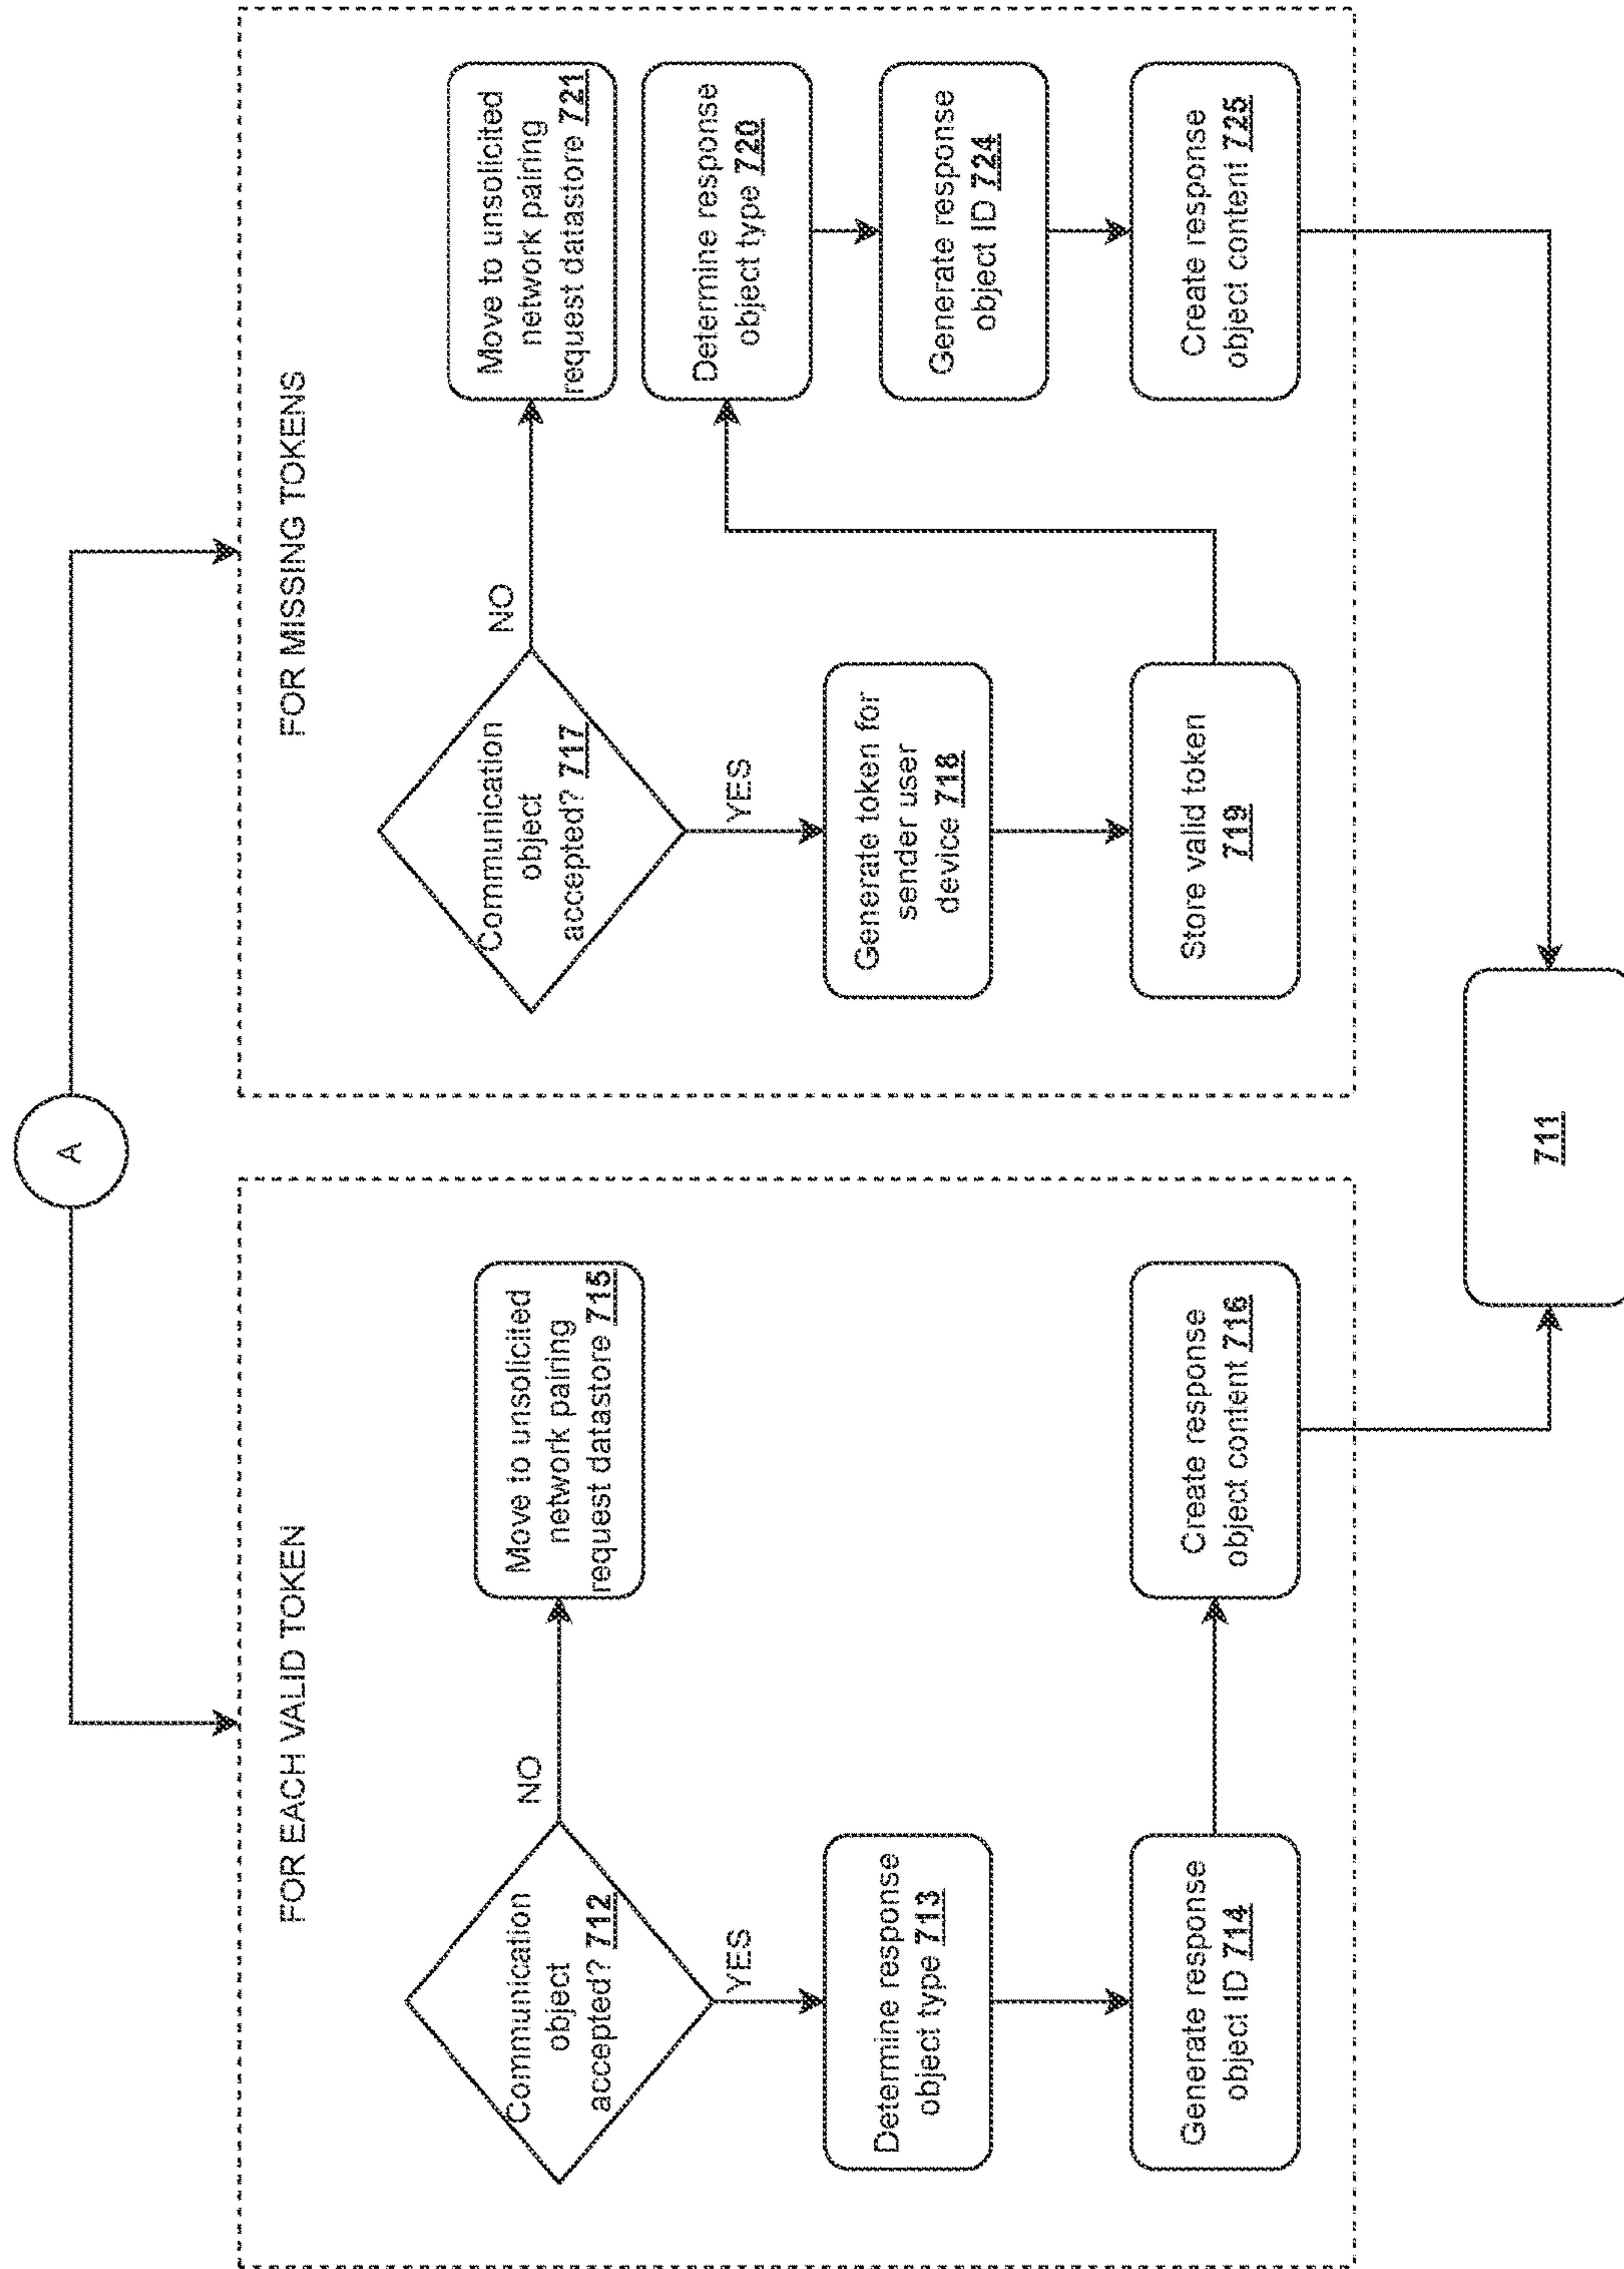 A
FOR EACH VALID TOKEN
Communication
object
accepted? 712
NO
Move to unsolicited
network pairing
request datastore 715
YES
Determine response
object type 713
Generate response
object ID 714
Create response
object content 716
FOR MISSING TOKENS
Communication
object
accepted? 717
NO
Move to unsolicited
network pairing
request datastore 721
YES
Generate token for
sender user
device 718
Store valid token
719
Determine response
object type 720
Generate response
object ID 724
Create response
object content 725
711